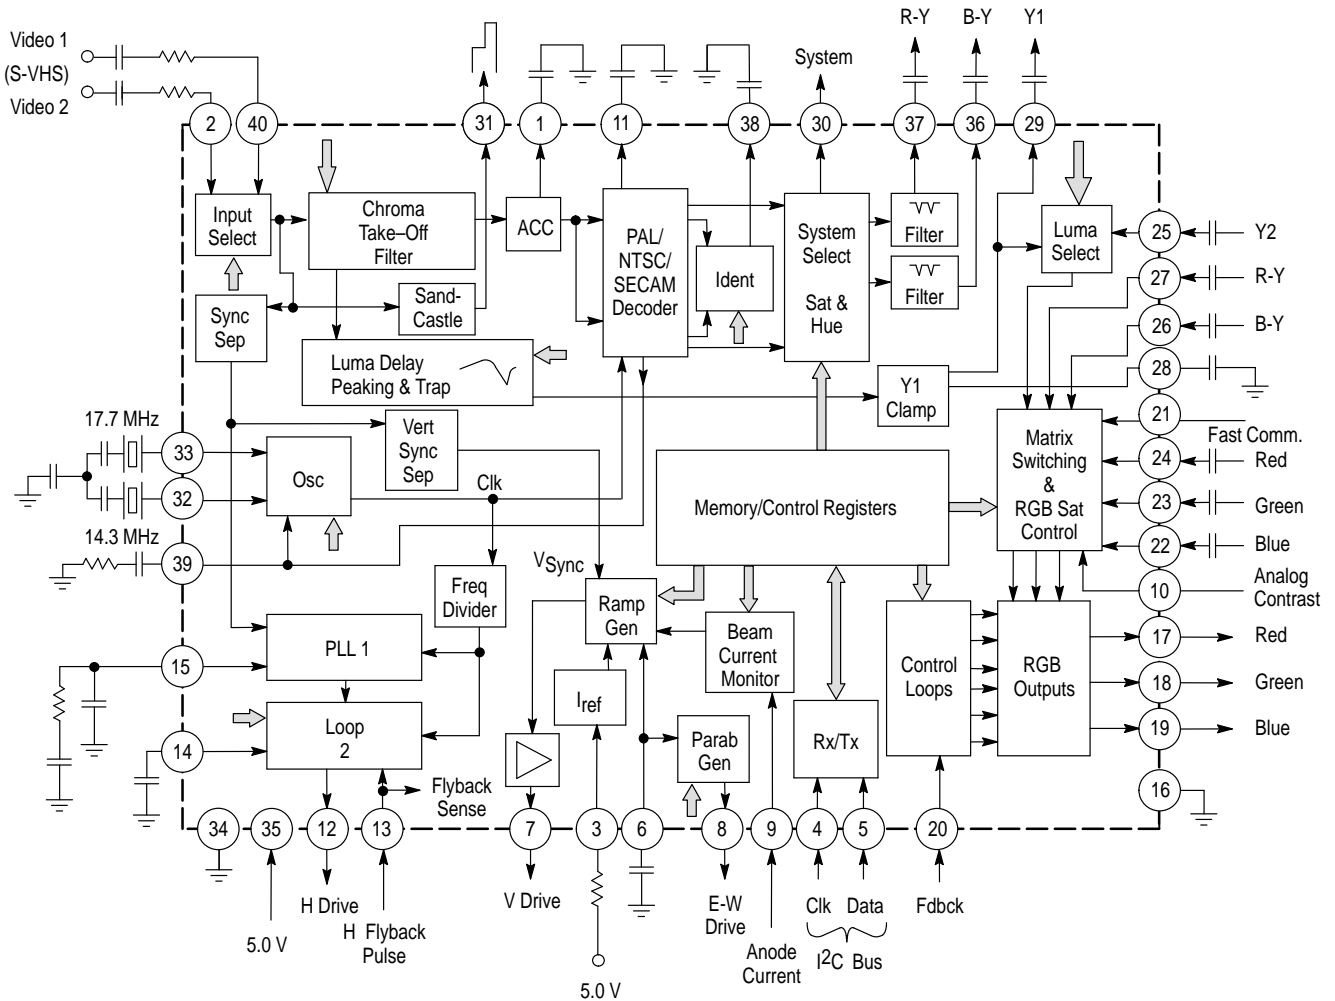 R-Y
B-Y
Y1
Video 1
(S-VHS)
Video 2
System
2
40
31
1
11
38
30
37
36
29
Input
Select
Chroma
Take–Off
Filter
ACC
PAL/
NTSC/
SECAM
Decoder
Ident
System
Select
Sat &
Hue
Filter
Filter
Luma
Select
25
Y2
27
R-Y
26
B-Y
28
Sync
Sep
Sand-
Castle
Luma Delay
Peaking & Trap
Y1
Clamp
21
Fast Comm.
17.7 MHz
33
32
14.3 MHz
39
Osc
Vert
Sync
Sep
Clk
Memory/Control Registers
Matrix
Switching
&
RGB Sat
Control
24
Red
23
Green
22
Blue
10
Analog
Contrast
VSync
Freq
Divider
Ramp
Gen
Beam
Current
Monitor
Control
Loops
RGB
Outputs
17
Red
18
Green
19
Blue
15
PLL 1
Iref
14
Loop
2
Parab
Gen
Rx/Tx
Flyback
Sense
16
34
35
12
13
7
3
6
8
9
4
5
20
H Drive
H Flyback
Pulse
5.0 V
V Drive
5.0 V
E-W
Drive
Anode
Current
Clk
Data
I2C Bus
Fdbck